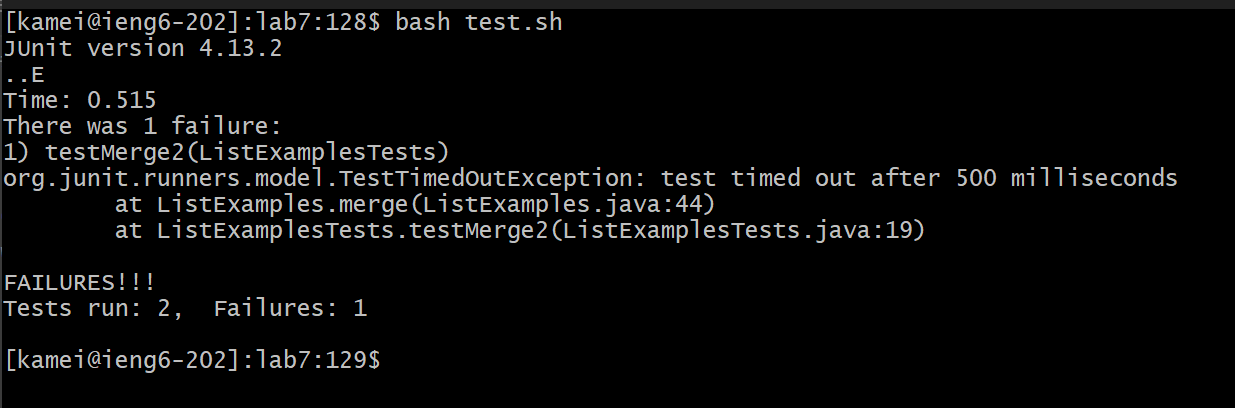 [kamei@ieng6-202]:lab7:128$ bash test.sh
JUnit version 4.13.2
..E
Time: 0.515
There was 1 failure:
1) testMerge2(ListExamplesTests)
org.junit.runners.model.TestTimedOutException: test timed out after 500 milliseconds
        at ListExamples.merge(ListExamples.java:44)
        at ListExamplesTests.testMerge2(ListExamplesTests.java:19)

FAILURES!!!
Tests run: 2,  Failures: 1

[kamei@ieng6-202]:lab7:129$